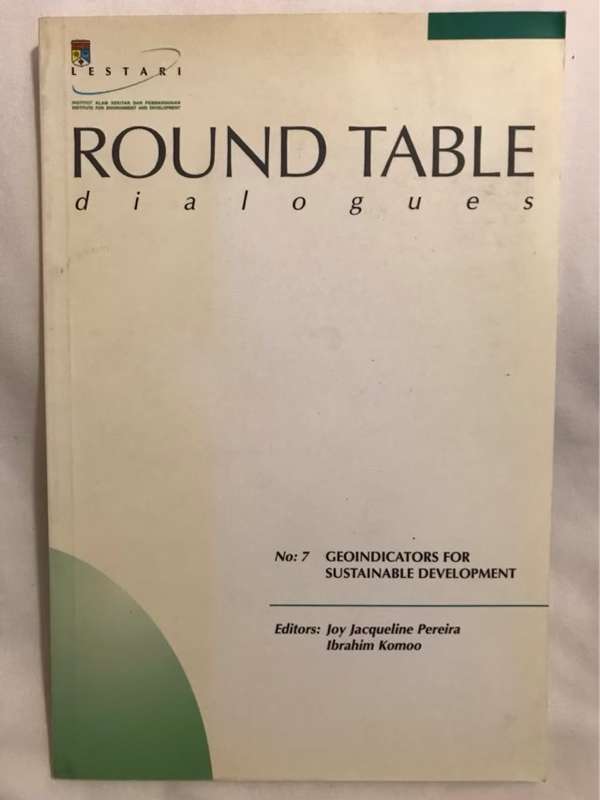 LESTARI
INSTITUT ALAM SEKITAR DAN PEMBANGUNAN
INSTITUTE FOR ENVIRONMENT AND DEVELOPMENT
ROUND TABLE
dialogues
No: 7 GEOINDICATORS FOR
SUSTAINABLE DEVELOPMENT
Editors: Joy Jacqueline Pereira
Ibrahim Komoo